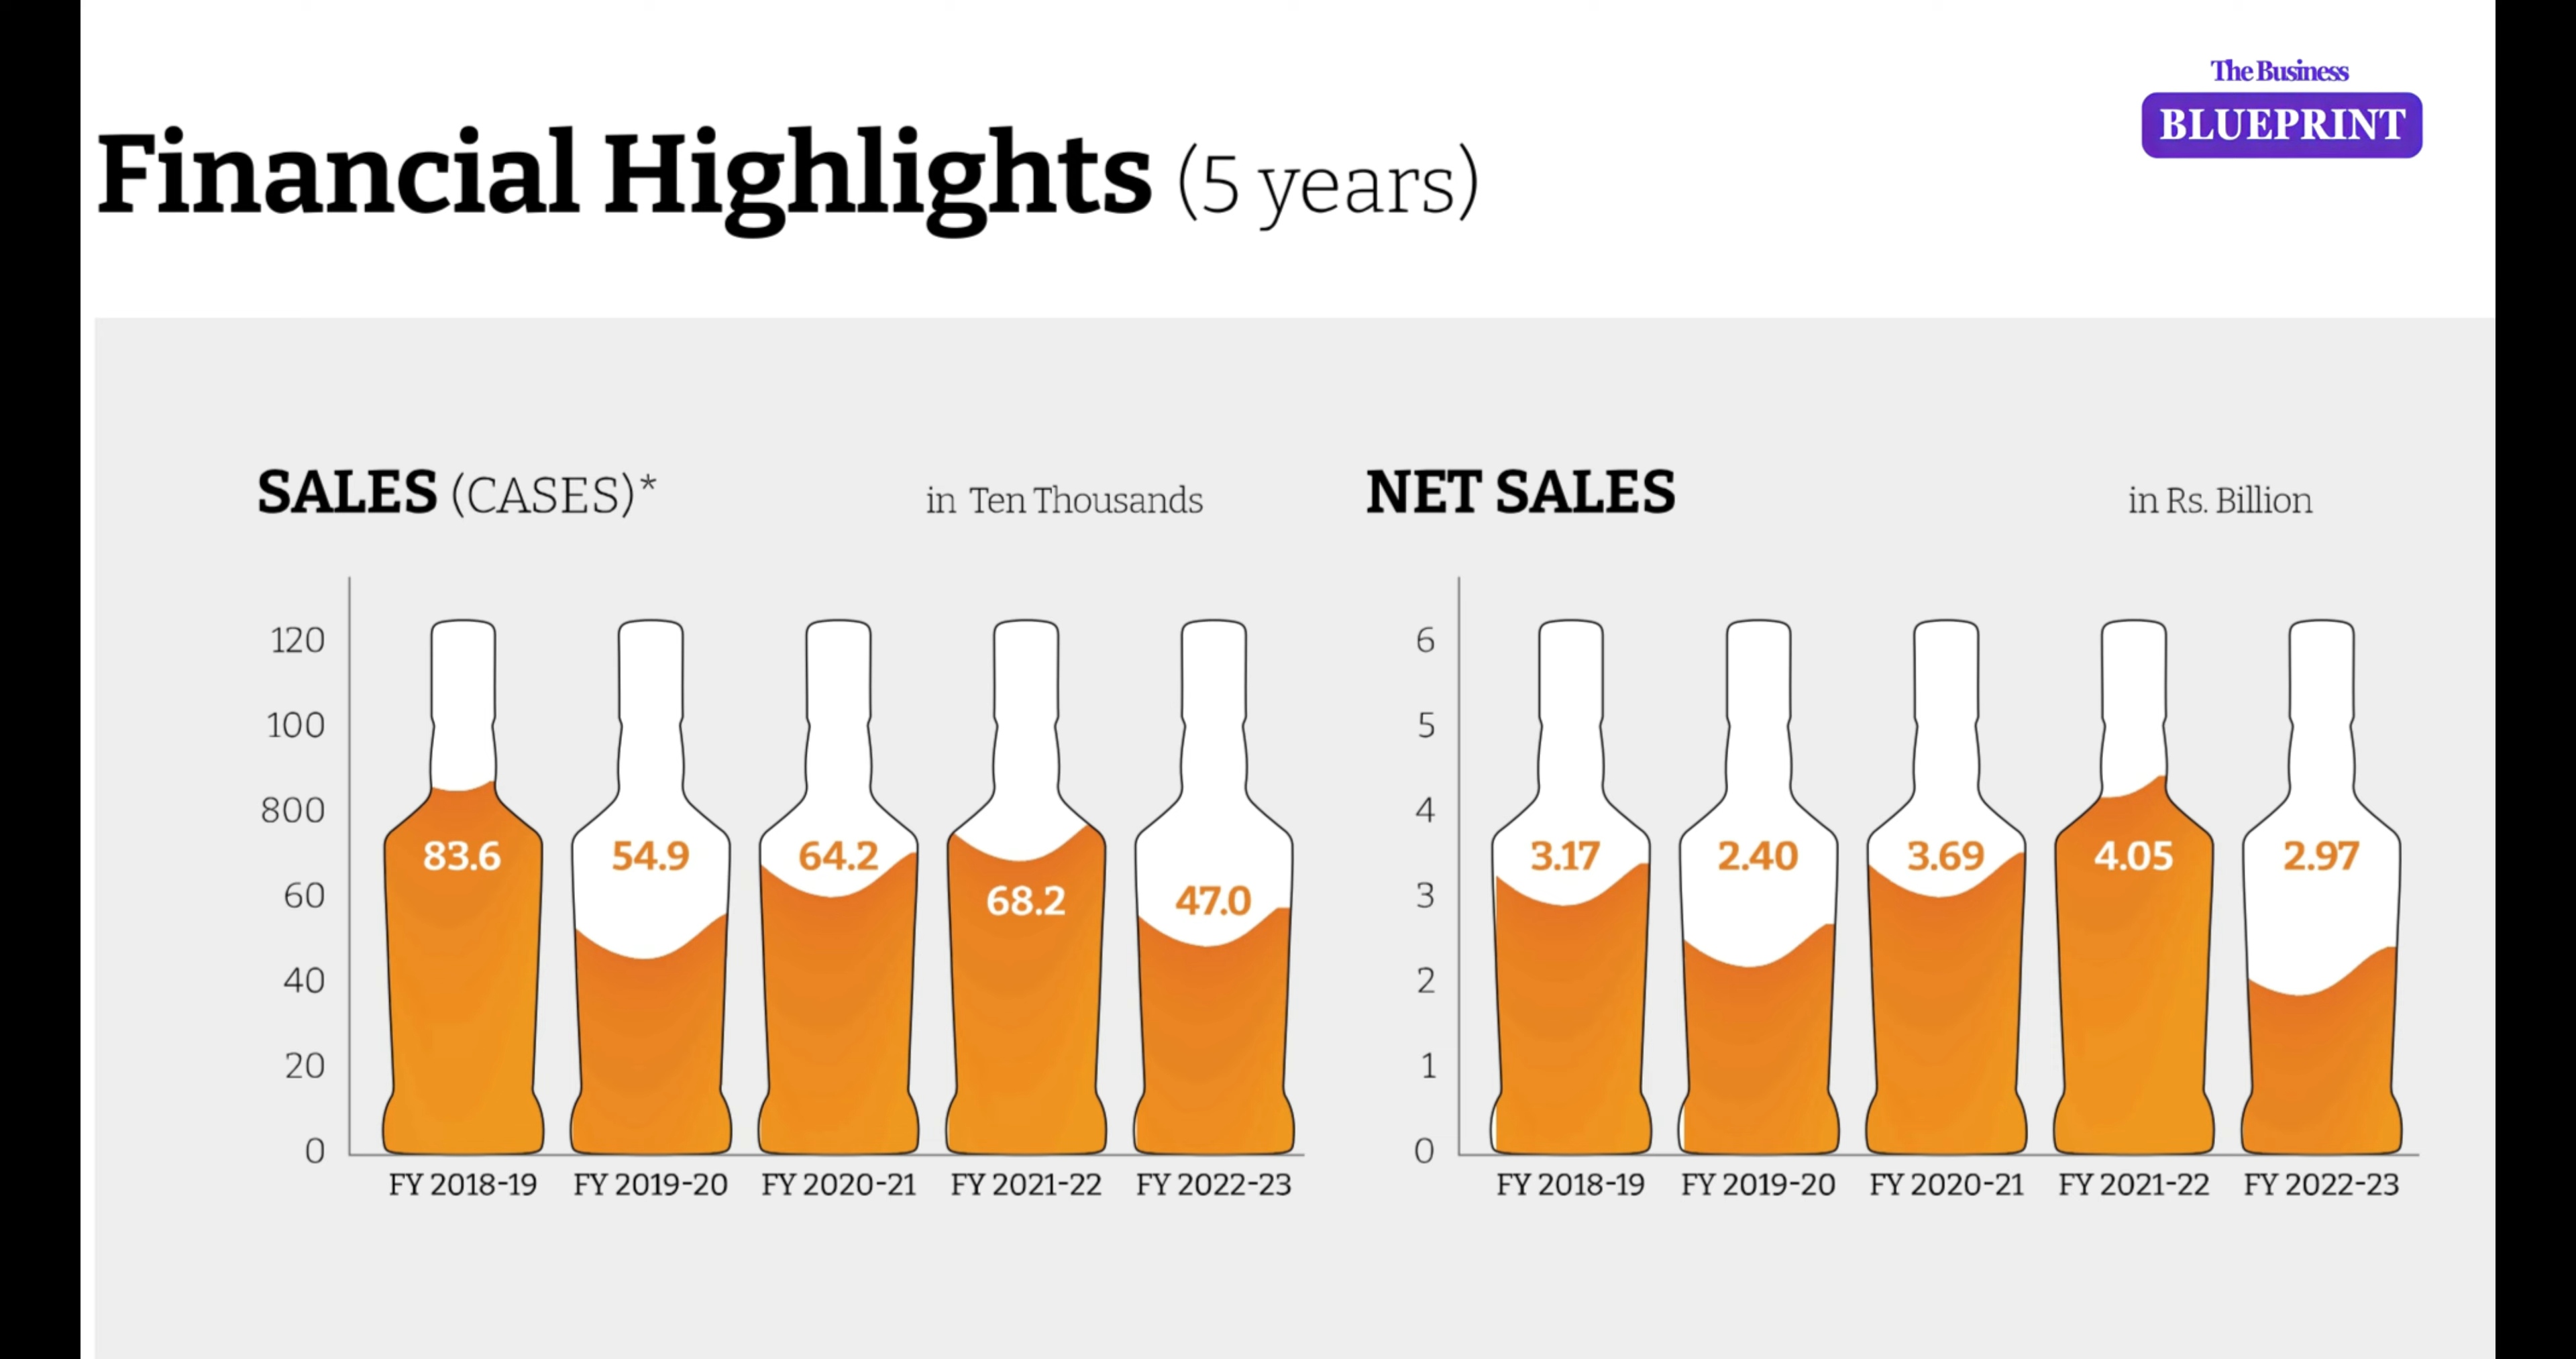 The Business
BLUEPRINT
Financial Highlights (5 years)
SALES (CASES)*
in Ten Thousands
120
100
800
60
40
20
0
83.6
54.9
64.2
68.2
47.0
FY 2018-19
FY 2019-20
FY 2020-21
FY 2021-22
FY 2022-23
NET SALES
in Rs. Billion
6
5
4
3
2
1
0
3.17
2.40
3.69
4.05
2.97
FY 2018-19
FY 2019-20
FY 2020-21
FY 2021-22
FY 2022-23